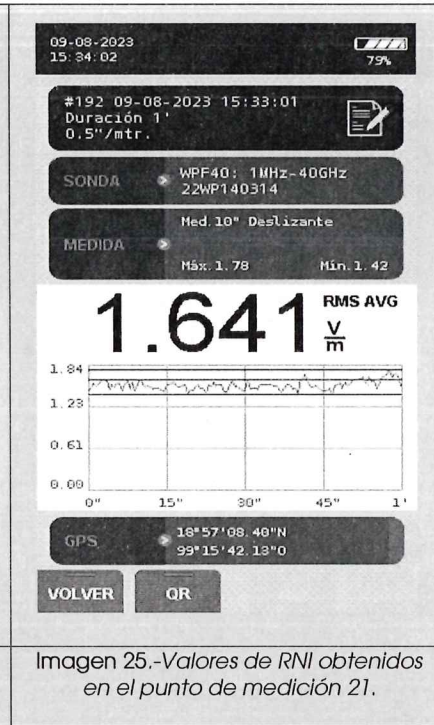 09-08-2023
15:34:02
79%
#192 09-08-2023 15:33:01
Duración 1'
0.5"/mtr.
SONDA
WPF40: 1MHz-40GHz
22WP140314
MEDIDA
Med.10" Deslizante
Máx.1.78 Mín.1.42
1.641 RMS AVG
V
m
1.84
1.23
0.61
0.00
0" 15" 30" 45" 1'
GPS
18°57'08.40"N
99°15'42.13"O
VOLVER QR
Imagen 25.-Valores de RNI obtenidos
en el punto de medición 21.